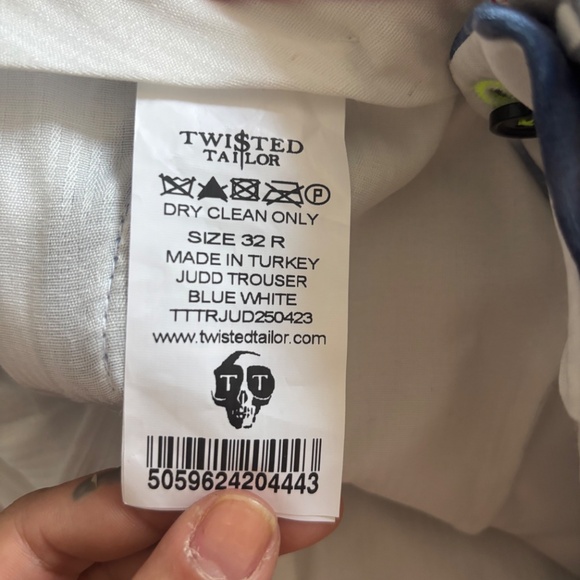 TWI$TED
TAILOR
P
DRY CLEAN ONLY
SIZE 32 R
MADE IN TURKEY
JUDD TROUSER
BLUE WHITE
TTTRJUD250423
www.twistedtailor.com
T T
5059624204443